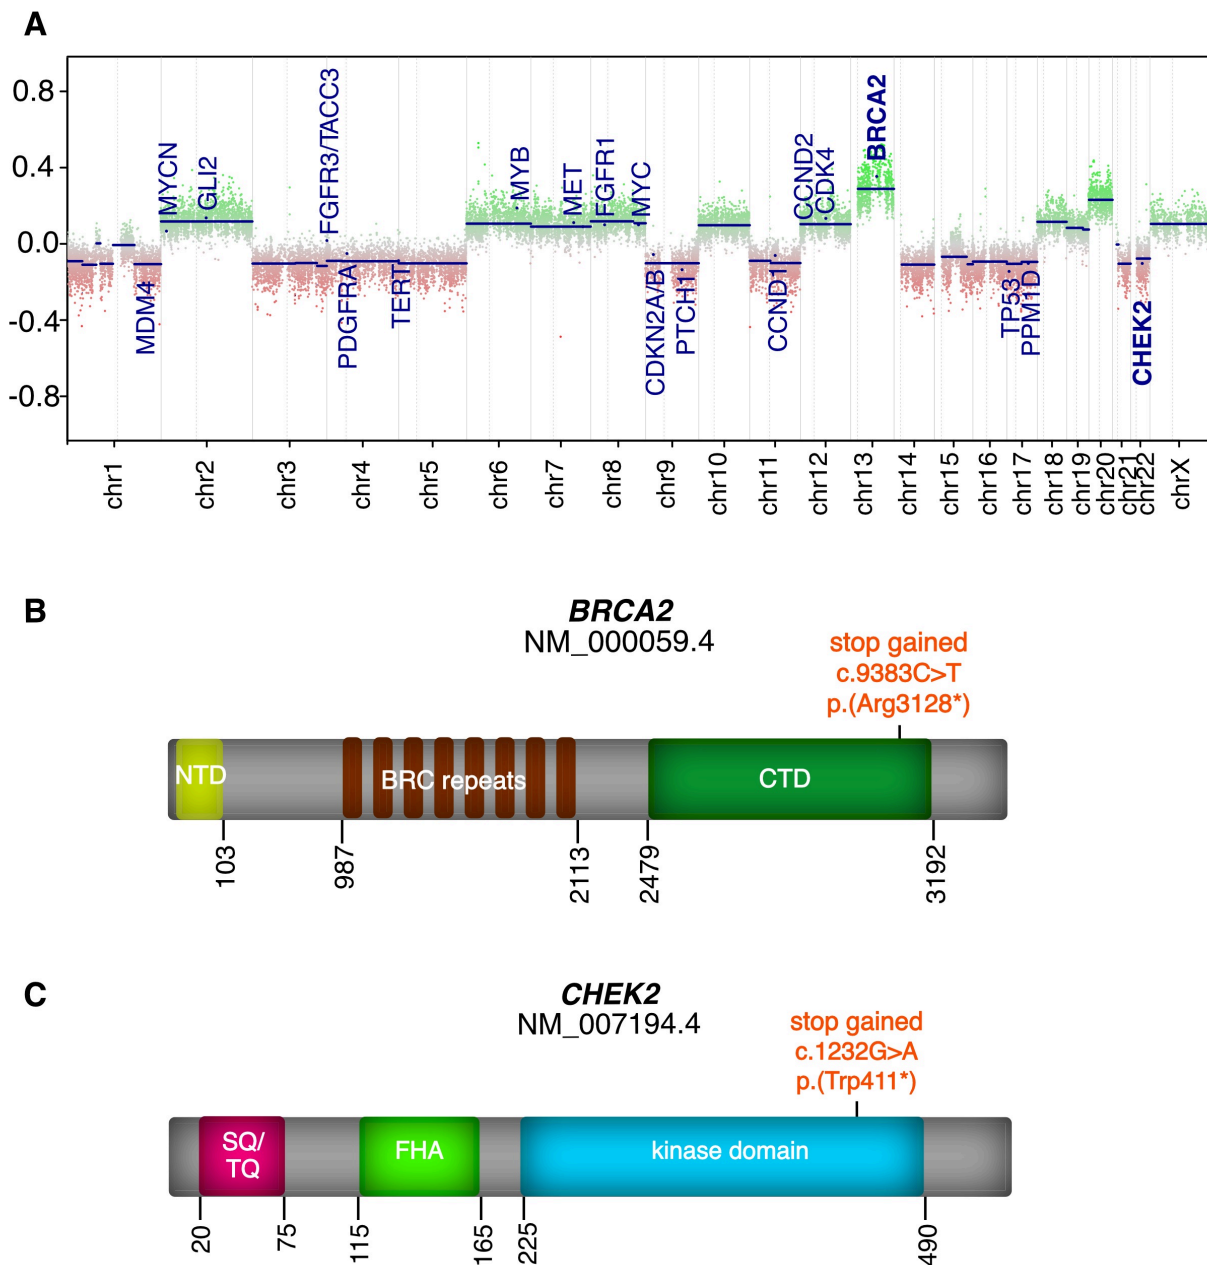 A
0.8
0.4
0.0
-0.4
-0.8
MDM4
MYCN
GLI2
FGFR3/TACC3
PDGFRA
TERT
MYB
MET
FGFR1
MYC
CDKN2A/B
PTCH1
CCND1
CCND2
CDK4
BRCA2
TP53
PPM1D
CHEK2
chr1
chr2
chr3
chr4
chr5
chr6
chr7
chr8
chr9
chr10
chr11
chr12
chr13
chr14
chr15
chr16
chr17
chr18
chr19
chr20
chr21
chr22
chrX
B
BRCA2
NM_000059.4
stop gained
c.9383C>T
p.(Arg3128*)
NTD
BRC repeats
CTD
103
987
2113
2479
3192
C
CHEK2
NM_007194.4
stop gained
c.1232G>A
p.(Trp411*)
SQ/
TQ
FHA
kinase domain
20
75
115
165
225
490